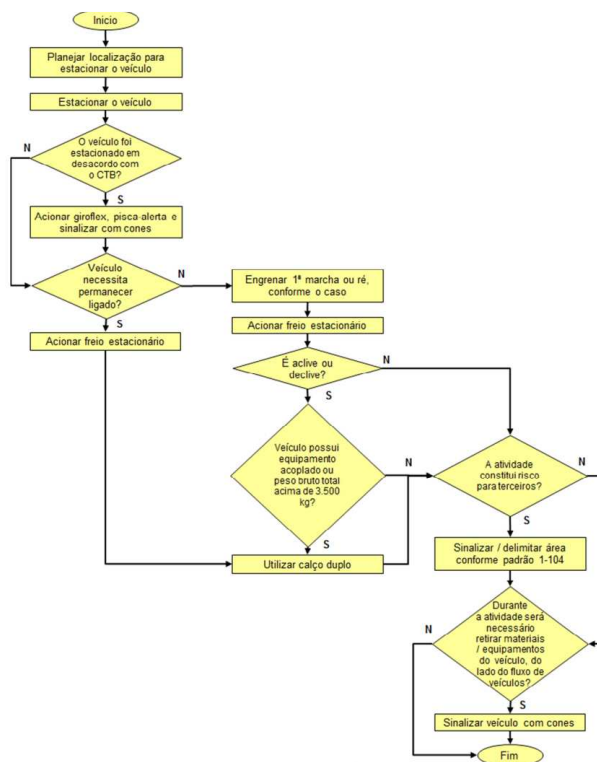 Inicio
Planejar localização para
estacionar o veículo
Estacionar o veículo
N
O veículo foi
estacionado em
desacordo com
o CTB?
S
Acionar giroflex, pisca-alerta e
sinalizar com cones
Veículo
necessita
permanecer
ligado?
N
S
Acionar freio estacionário
Engrenar 1ª marcha ou ré,
conforme o caso
Acionar freio estacionário
É aclive ou
declive?
N
S
Veículo possui
equipamento
acoplado ou
peso bruto total
acima de 3.500
kg?
N
S
Utilizar calço duplo
A atividade
constitui risco
para terceiros?
N
S
Sinalizar / delimitar área
conforme padrão 1-104
Durante
a atividade será
necessário
retirar materiais
/ equipamentos
do veículo, do
lado do fluxo de
veículos?
N
S
Sinalizar veículo com cones
Fim